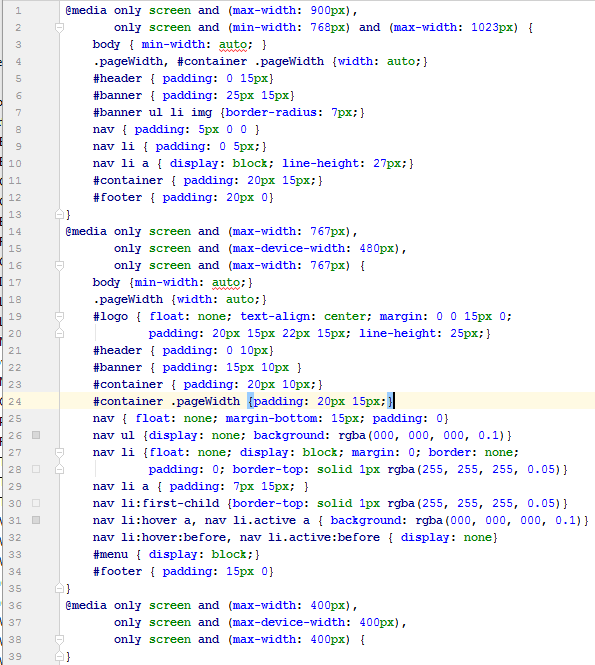 1 @media only screen and (max-width: 900px),
2 only screen and (min-width: 768px) and (max-width: 1023px) {
3 body { min-width: auto; }
4 .pageWidth, #container .pageWidth {width: auto;}
5 #header { padding: 0 15px}
6 #banner { padding: 25px 15px}
7 #banner ul li img {border-radius: 7px;}
8 nav { padding: 5px 0 0 }
9 nav li { padding: 0 5px;}
10 nav li a { display: block; line-height: 27px;}
11 #container { padding: 20px 15px;}
12 #footer { padding: 20px 0}
13 }
14 @media only screen and (max-width: 767px),
15 only screen and (max-device-width: 480px),
16 only screen and (max-width: 767px) {
17 body {min-width: auto;}
18 .pageWidth {width: auto;}
19 #logo { float: none; text-align: center; margin: 0 0 15px 0;
20 padding: 20px 15px 22px 15px; line-height: 25px;}
21 #header { padding: 0 10px}
22 #banner { padding: 15px 10px }
23 #container { padding: 20px 10px;}
24 #container .pageWidth {padding: 20px 15px;}
25 nav { float: none; margin-bottom: 15px; padding: 0}
26 nav ul {display: none; background: rgba(000, 000, 000, 0.1)}
27 nav li {float: none; display: block; margin: 0; border: none;
28 padding: 0; border-top: solid 1px rgba(255, 255, 255, 0.05)}
29 nav li a { padding: 7px 15px; }
30 nav li:first-child {border-top: solid 1px rgba(255, 255, 255, 0.05)}
31 nav li:hover a, nav li.active a { background: rgba(000, 000, 000, 0.1)}
32 nav li:hover:before, nav li.active:before { display: none}
33 #menu { display: block;}
34 #footer { padding: 15px 0}
35 }
36 @media only screen and (max-width: 400px),
37 only screen and (max-device-width: 400px),
38 only screen and (max-width: 400px) {
39 }